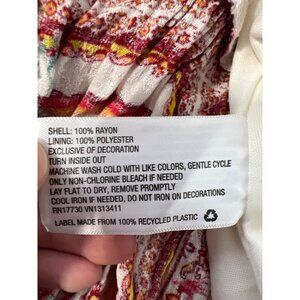 SHELL: 100% RAYON
LINING: 100% POLYESTER
EXCLUSIVE OF DECORATION
TURN INSIDE OUT
MACHINE WASH COLD WITH LIKE COLORS, GENTLE CYCLE
ONLY NON-CHLORINE BLEACH IF NEEDED
LAY FLAT TO DRY, REMOVE PROMPTLY
COOL IRON IF NEEDED, DO NOT IRON ON DECORATIONS
RN17730 VN1313411
LABEL MADE FROM 100% RECYCLED PLASTIC